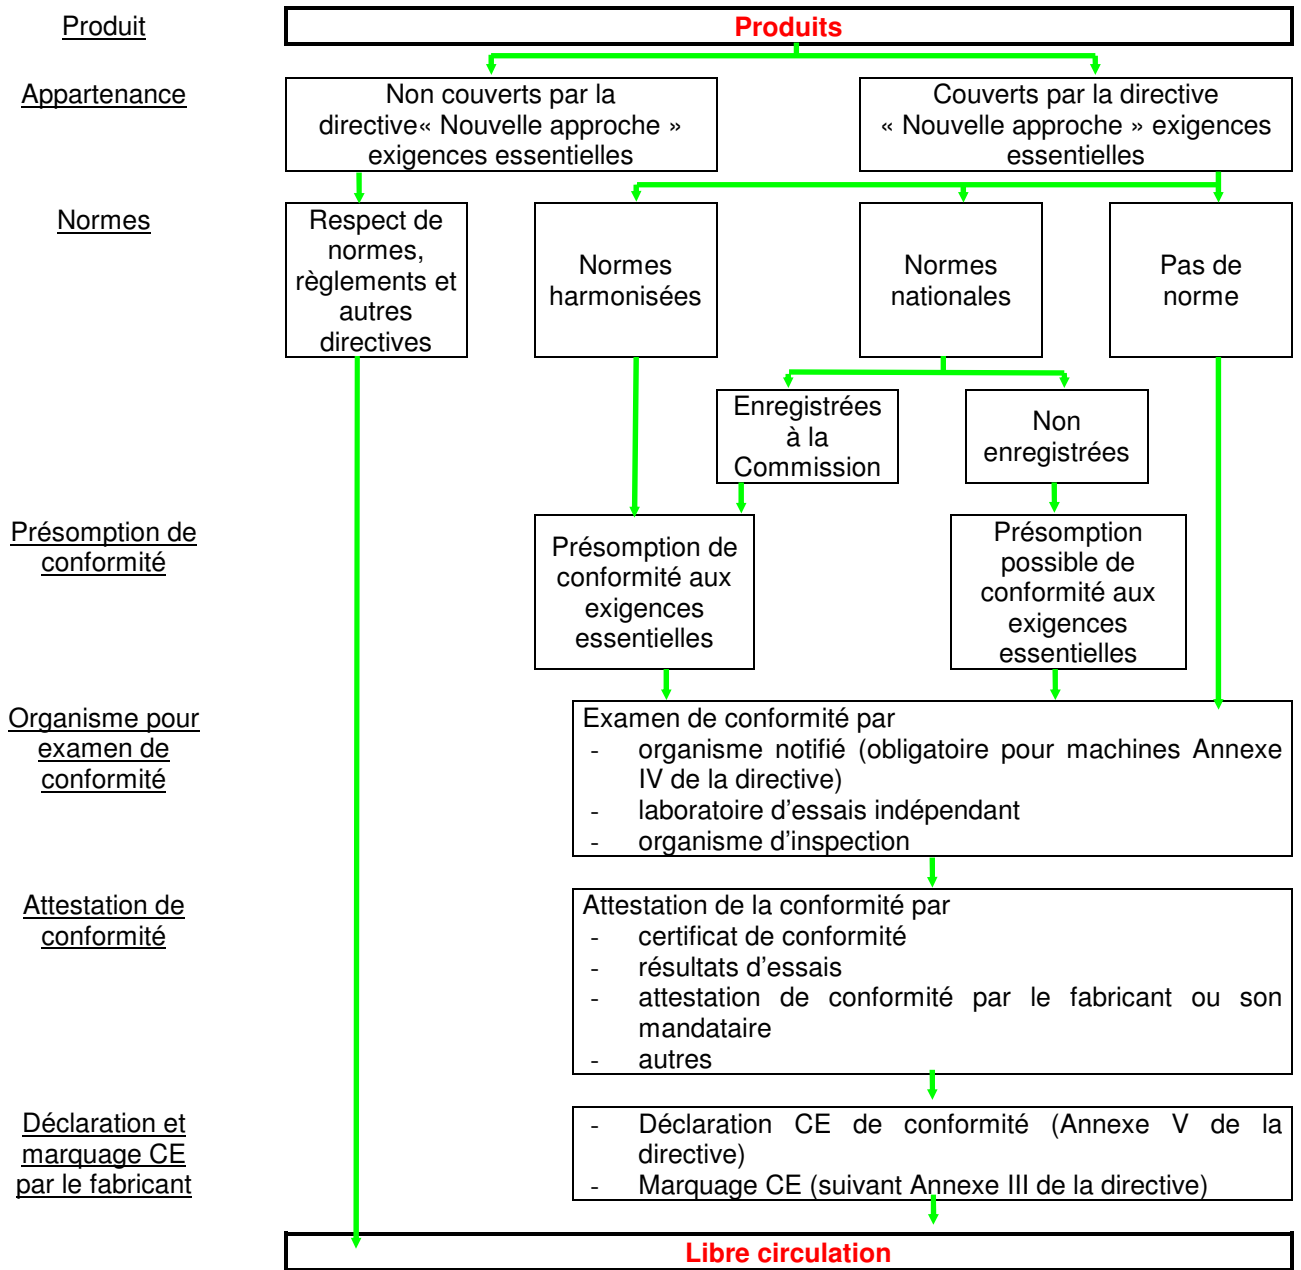 Produit
Produits
Appartenance
Non couverts par la
directive« Nouvelle approche »
exigences essentielles
Couverts par la directive
« Nouvelle approche » exigences
essentielles
Normes
Respect de
normes,
règlements et
autres
directives
Normes
harmonisées
Normes
nationales
Pas de
norme
Enregistrées
à la
Commission
Non
enregistrées
Présomption de
conformité
Présomption de
conformité aux
exigences
essentielles
Présomption
possible de
conformité aux
exigences
essentielles
Organisme pour
examen de
conformité
Examen de conformité par
- organisme notifié (obligatoire pour machines Annexe
IV de la directive)
- laboratoire d'essais indépendant
- organisme d'inspection
Attestation de
conformité
Attestation de la conformité par
- certificat de conformité
- résultats d'essais
- attestation de conformité par le fabricant ou son
mandataire
- autres
Déclaration et
marquage CE
par le fabricant
- Déclaration CE de conformité (Annexe V de la
directive)
- Marquage CE (suivant Annexe III de la directive)
Libre circulation